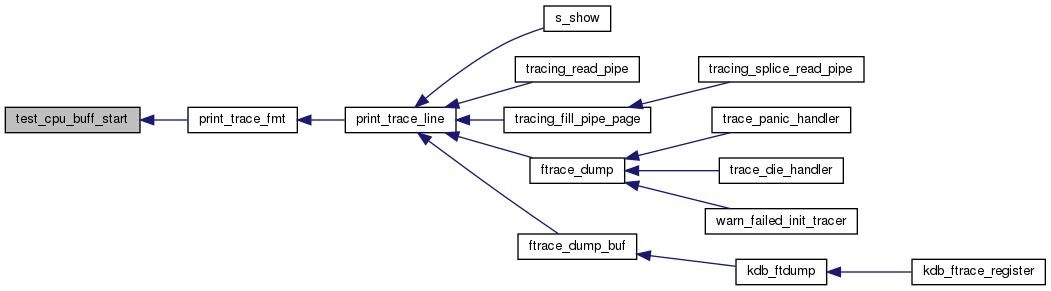 s_show
tracing_read_pipe
tracing_splice_read_pipe
test_cpu_buff_start
print_trace_fmt
print_trace_line
tracing_fill_pipe_page
trace_panic_handler
ftrace_dump
trace_die_handler
warn_failed_init_tracer
ftrace_dump_buf
kdb_ftdump
kdb_ftrace_register